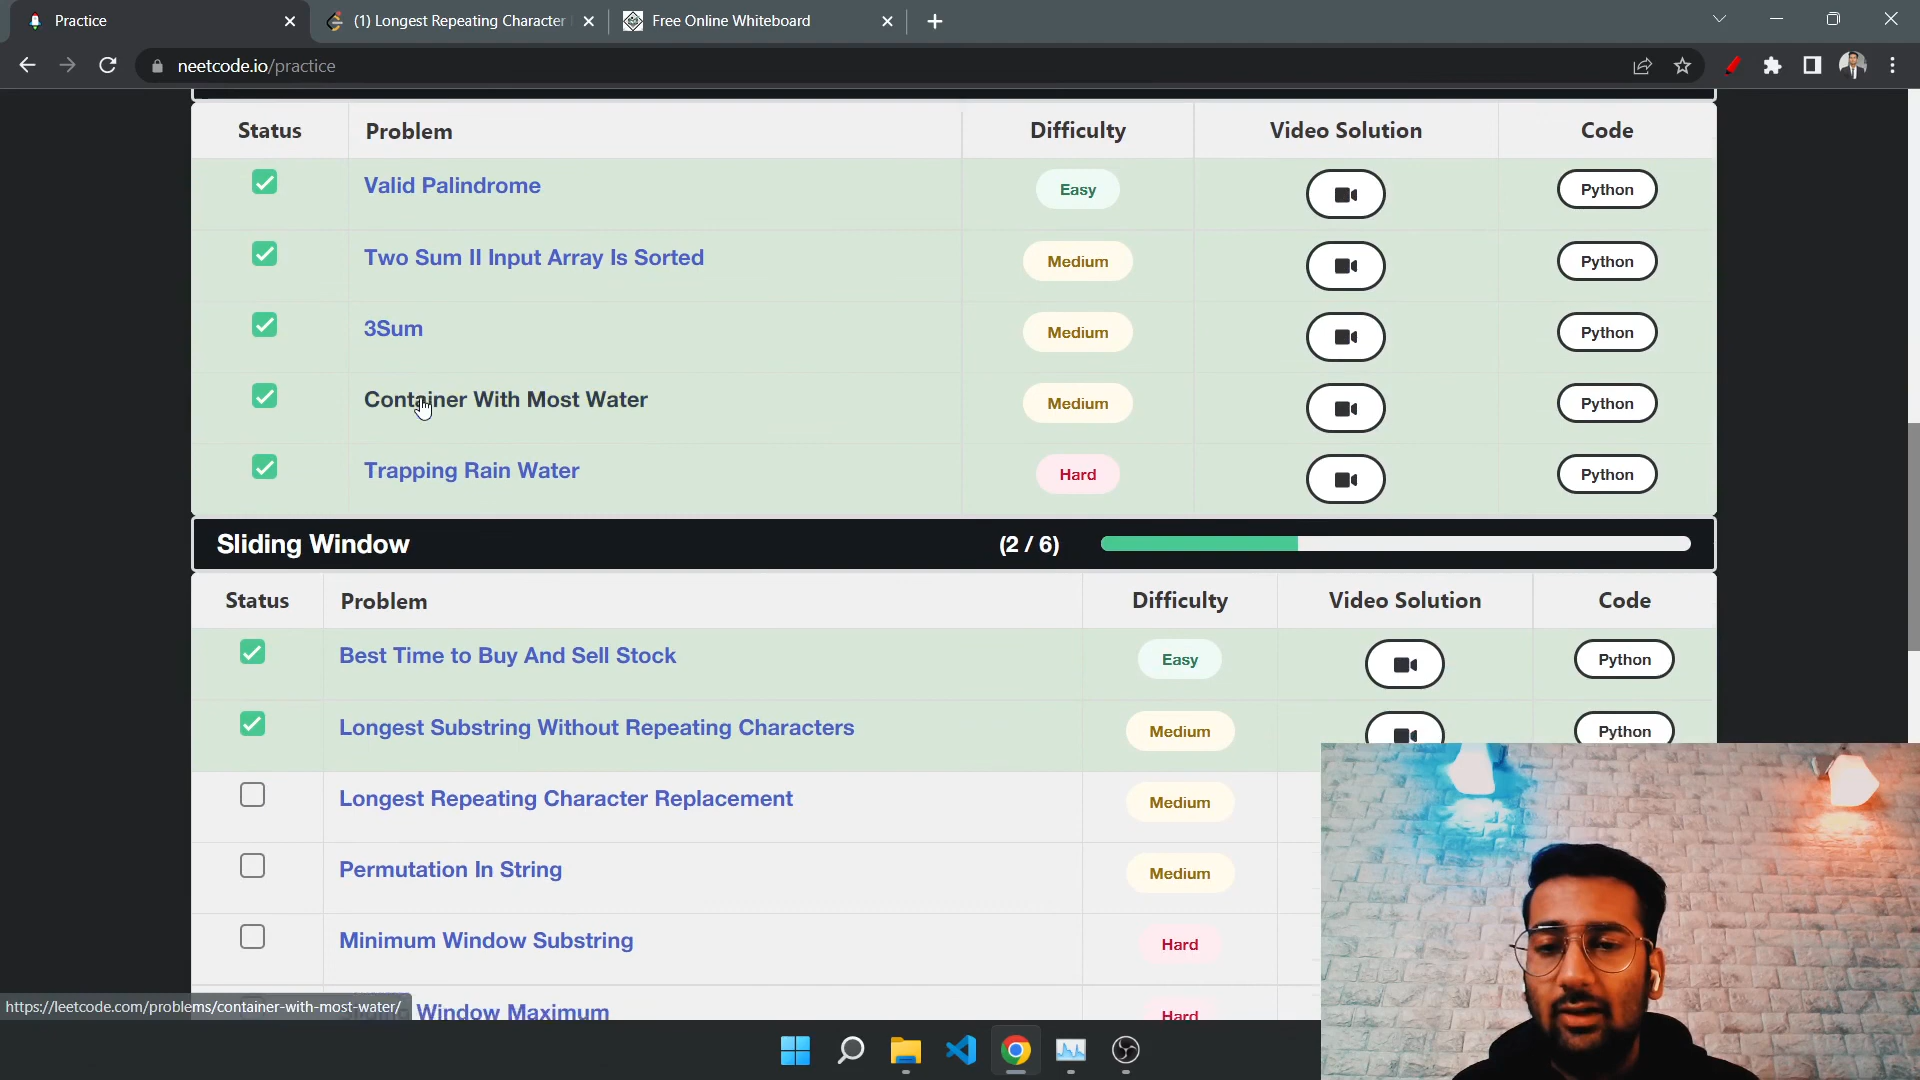 Practice
(1) Longest Repeating Character
Free Online Whiteboard
neetcode.io/practice
Status Problem Difficulty Video Solution Code
Valid Palindrome Easy Python
Two Sum II Input Array Is Sorted Medium Python
3Sum Medium Python
Container With Most Water Medium Python
Trapping Rain Water Hard Python
Sliding Window (2 / 6)
Status Problem Difficulty Video Solution Code
Best Time to Buy And Sell Stock Easy Python
Longest Substring Without Repeating Characters Medium Python
Longest Repeating Character Replacement Medium
Permutation In String Medium
Minimum Window Substring Hard
Window Maximum Hard
https://leetcode.com/problems/container-with-most-water/